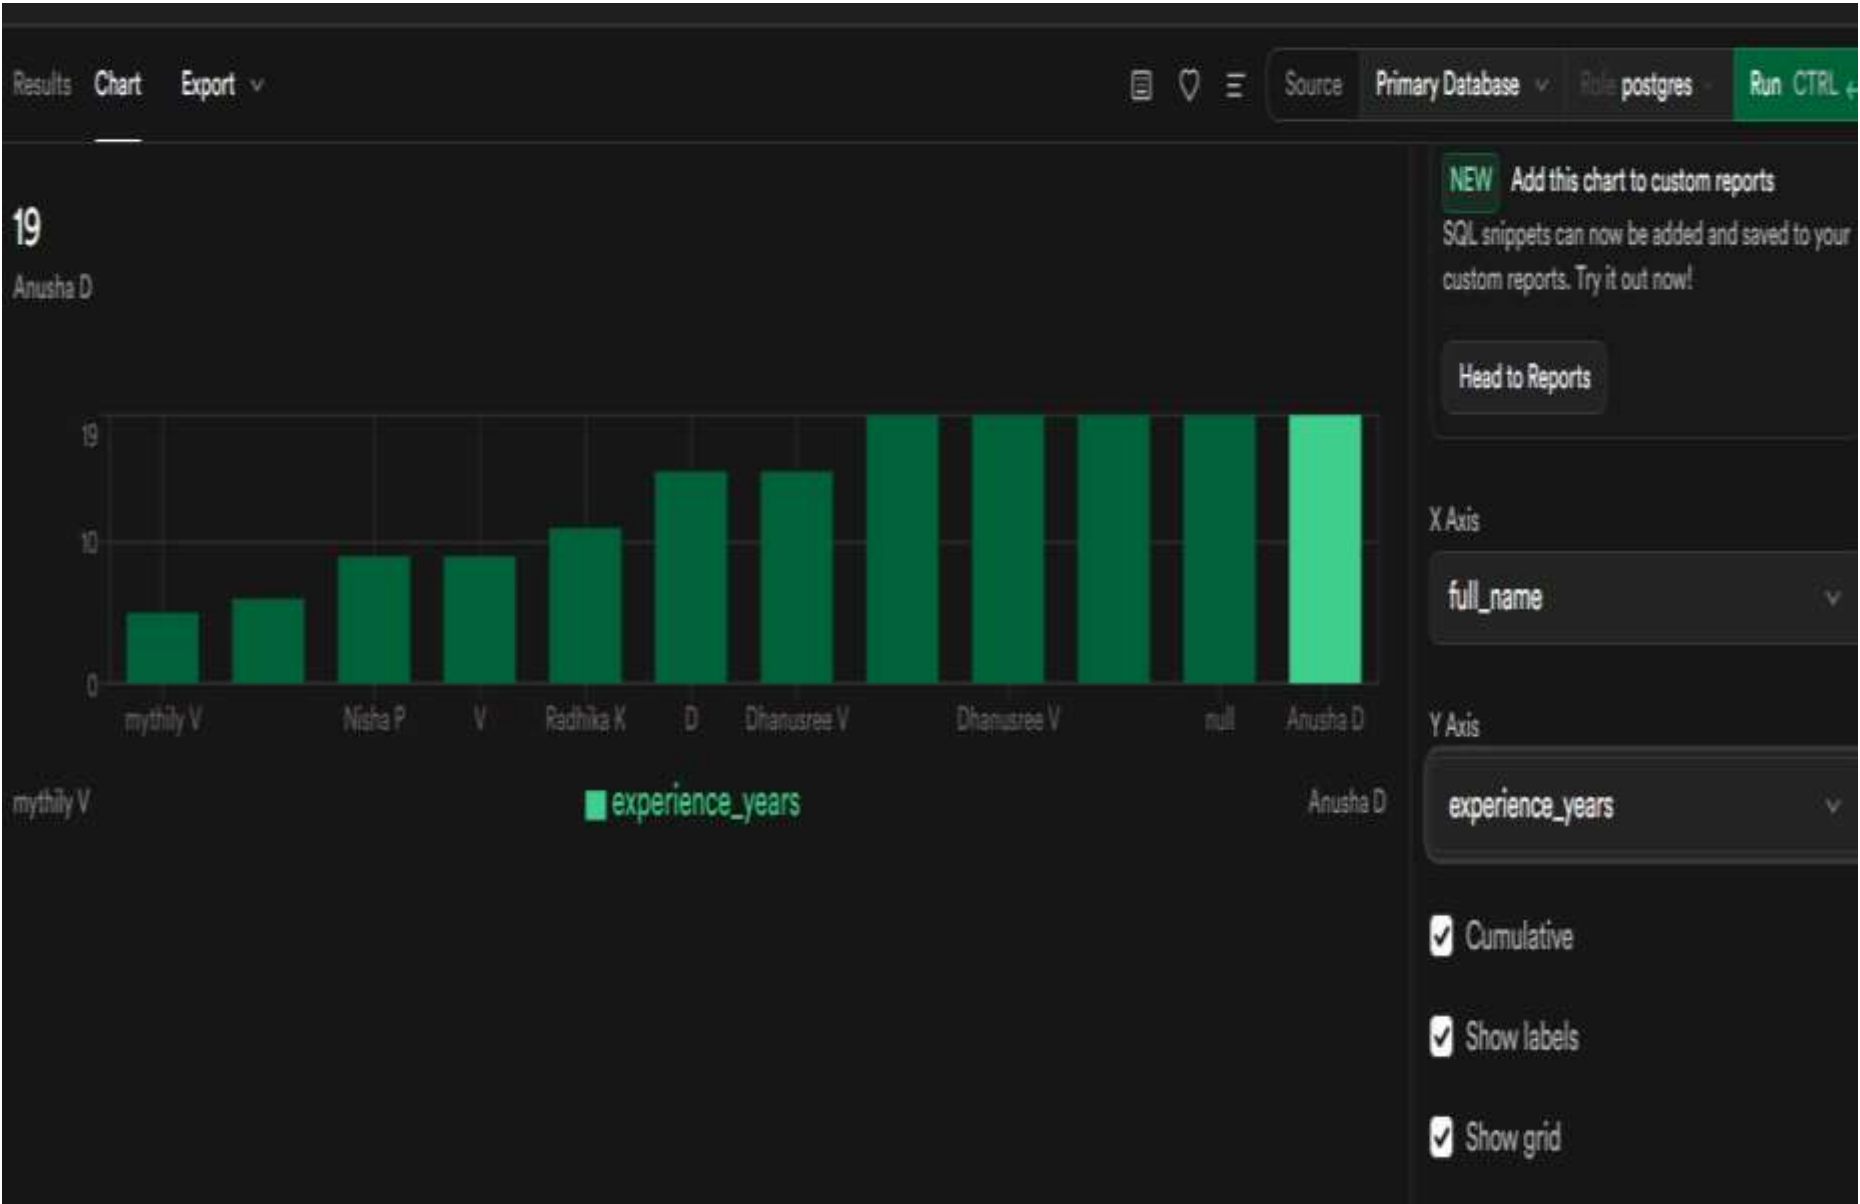 Results Chart Export Source Primary Database Role postgres Run CTRL
NEW Add this chart to custom reports
SQL snippets can now be added and saved to your
custom reports. Try it out now!
Head to Reports
19
Anusha D
19
10
0
mythily V Nisha P V Radhika K D Dhanusree V Dhanusree V null Anusha D
mythily V experience_years Anusha D
X Axis
full_name
Y Axis
experience_years
Cumulative
Show labels
Show grid